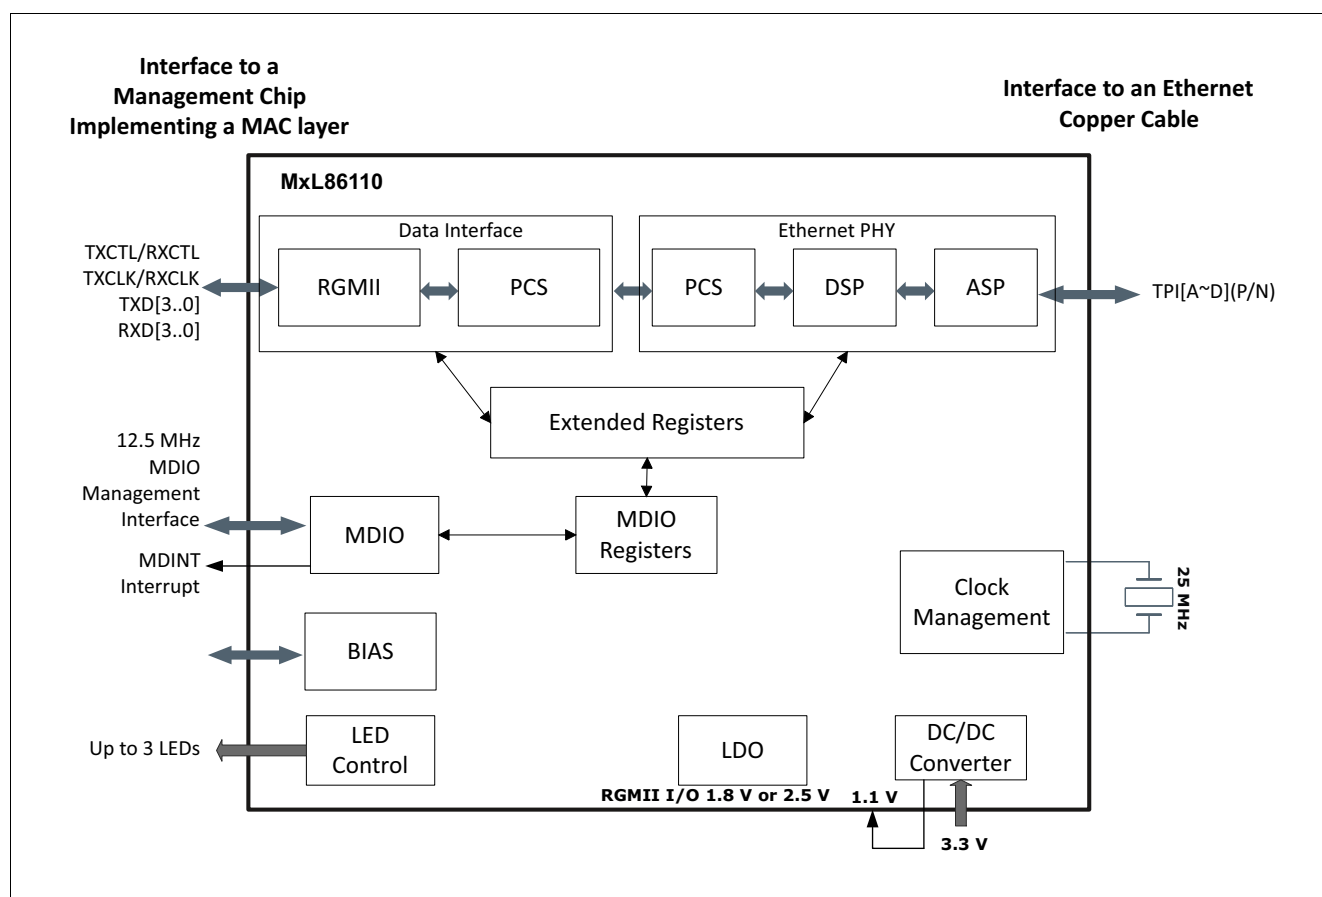 Interface to a
Management Chip
Implementing a MAC layer
Interface to an Ethernet
Copper Cable
MxL86110
Data Interface
Ethernet PHY
TXCTL/RXCTL
TXCLK/RXCLK
TXD[3..0]
RXD[3..0]
RGMII
PCS
PCS
DSP
ASP
TPI[A~D](P/N)
Extended Registers
12.5 MHz
MDIO
Management
Interface
MDINT
Interrupt
MDIO
MDIO
Registers
Clock
Management
25 MHz
BIAS
Up to 3 LEDs
LED
Control
LDO
DC/DC
Converter
RGMII I/O 1.8 V or 2.5 V
1.1 V
3.3 V